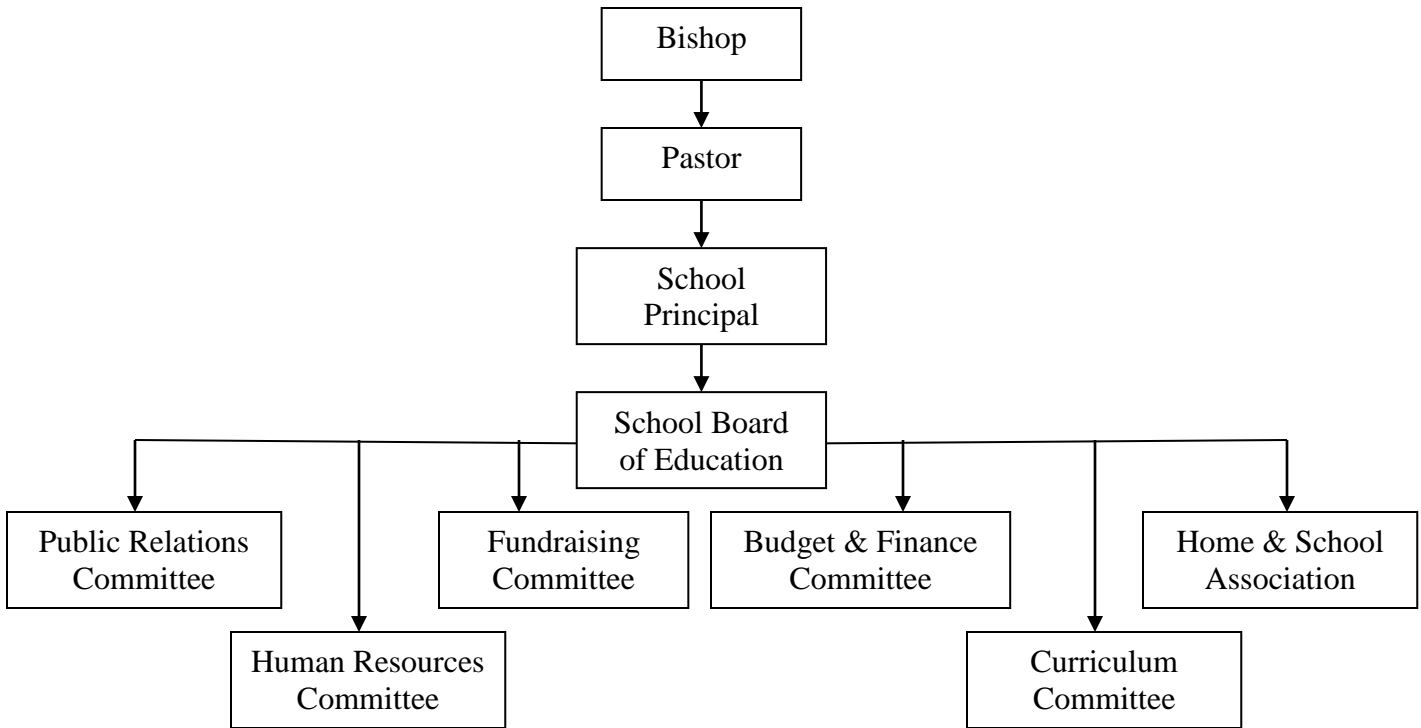 Bishop
Pastor
School
Principal
School Board
of Education
Public Relations
Committee
Fundraising
Committee
Budget & Finance
Committee
Home & School
Association
Human Resources
Committee
Curriculum
Committee